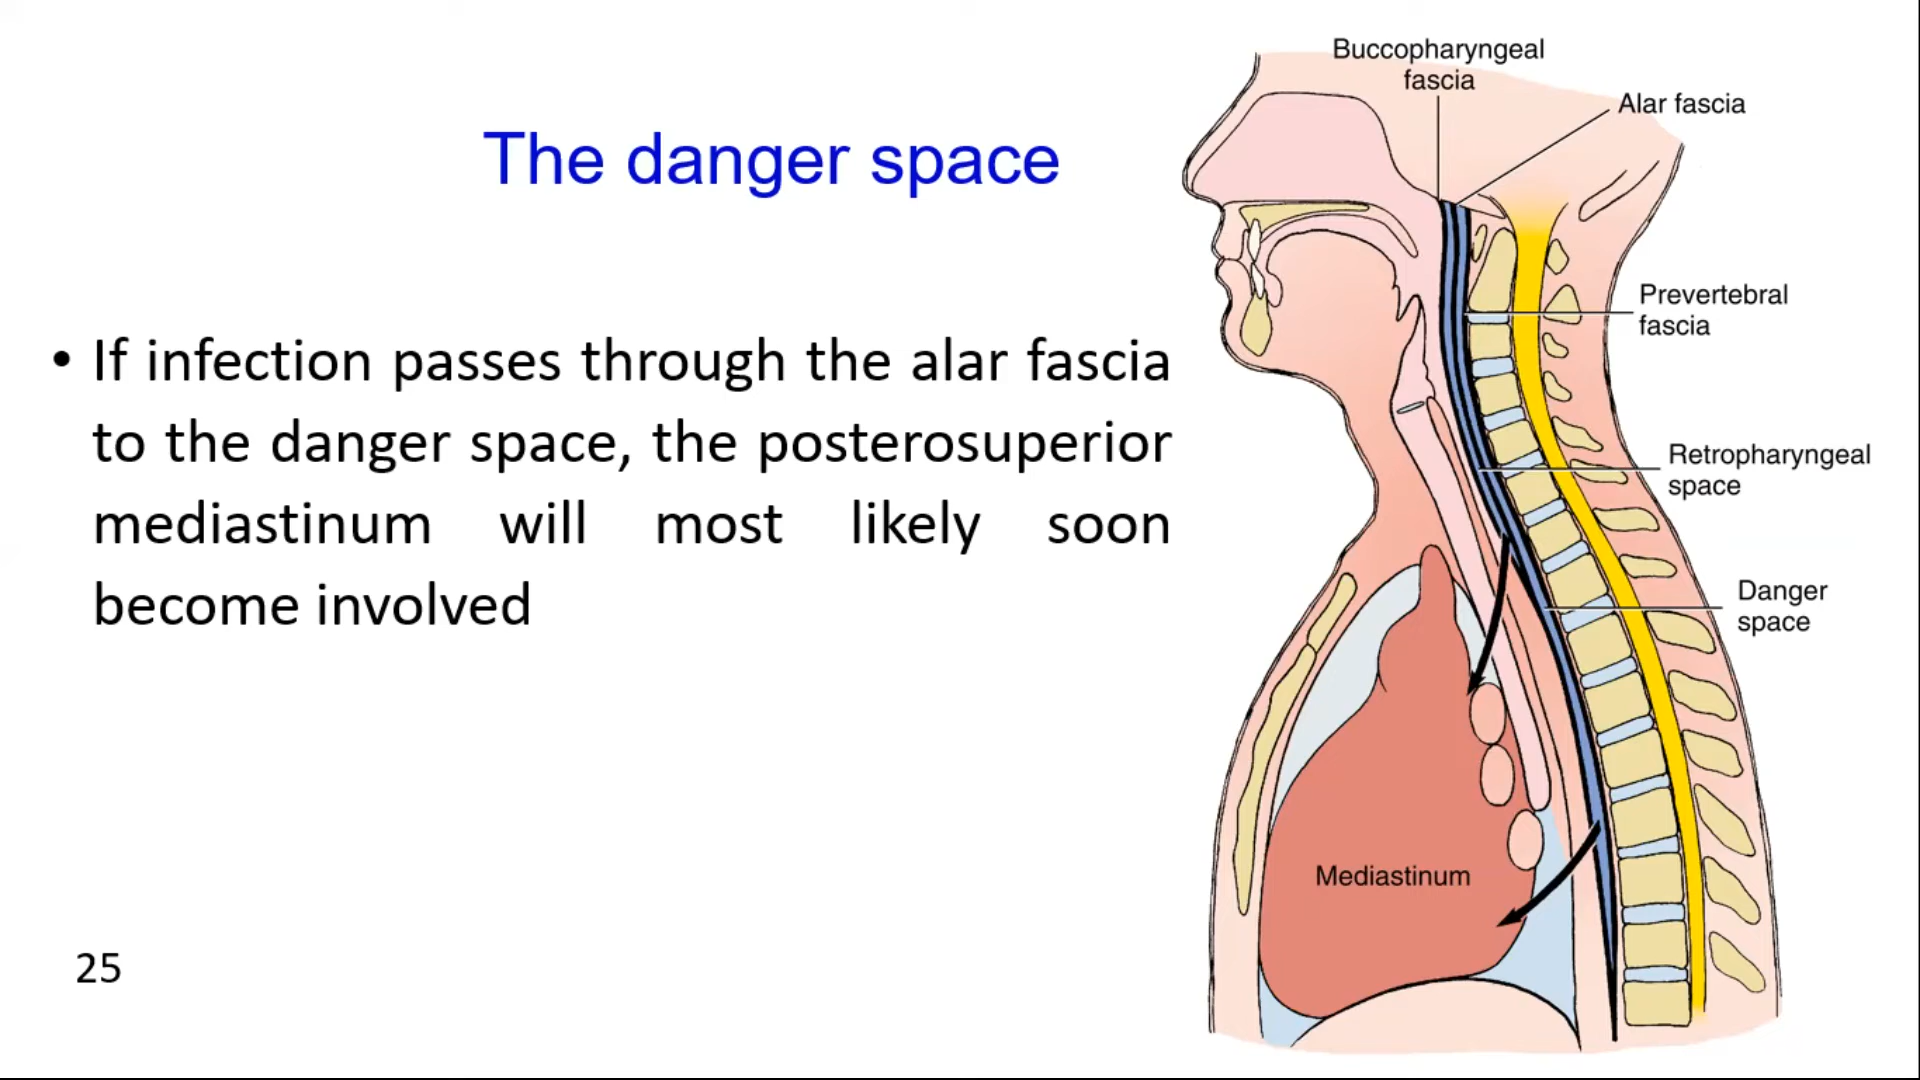 The danger space
• If infection passes through the alar fascia
to the danger space, the posterosuperior
mediastinum will most likely soon
become involved
25
Buccopharyngeal
fascia
Alar fascia
Prevertebral
fascia
Retropharyngeal
space
Danger
space
Mediastinum